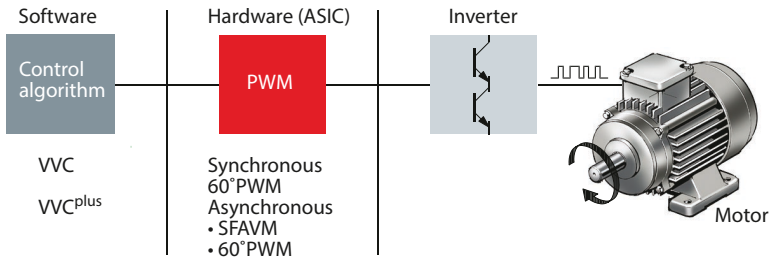 Software
Hardware (ASIC)
Inverter
Control
algorithm
PWM
VVC
VVCplus
Synchronous
60˚PWM
Asynchronous
• SFAVM
• 60˚PWM
Motor